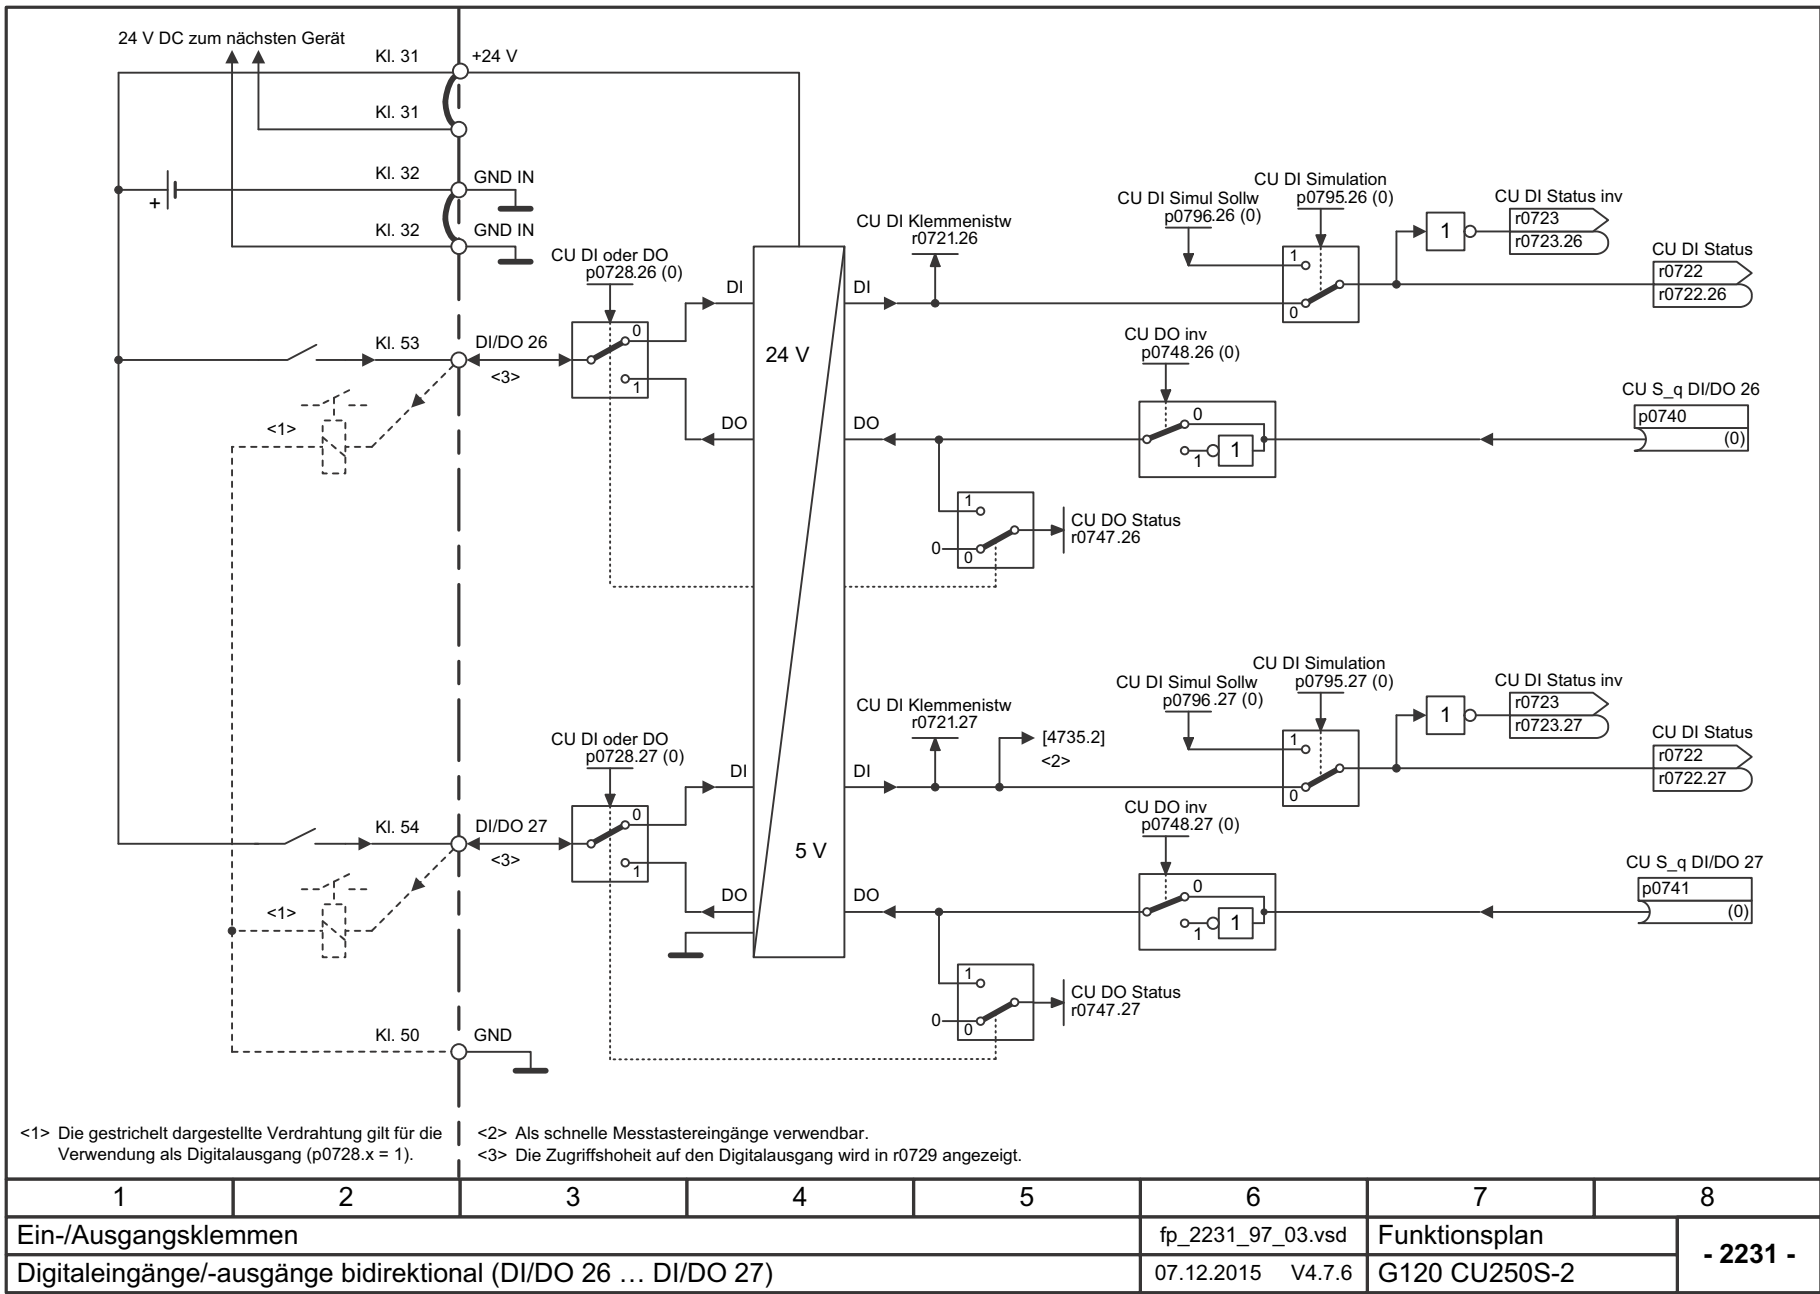 24 V DC zum nächsten Gerät
Kl. 31
+24 V
Kl. 31
Kl. 32
GND IN
+
Kl. 32
GND IN
CU DI oder DO
p0728.26 (0)
DI
DI
CU DI Klemmenistw
r0721.26
CU DI Simul Sollw
p0796.26 (0)
CU DI Simulation
p0795.26 (0)
1
0
1
CU DI Status inv
r0723
r0723.26
CU DI Status
r0722
r0722.26
Kl. 53
DI/DO 26
<3>
0
1
24 V
<1>
DO
DO
CU DO inv
p0748.26 (0)
0
1
1
CU S_q DI/DO 26
p0740
(0)
1
0
0
CU DO Status
r0747.26
CU DI oder DO
p0728.27 (0)
DI
DI
CU DI Klemmenistw
r0721.27
[4735.2]
<2>
CU DI Simul Sollw
p0796.27 (0)
CU DI Simulation
p0795.27 (0)
1
0
1
CU DI Status inv
r0723
r0723.27
CU DI Status
r0722
r0722.27
Kl. 54
DI/DO 27
<3>
0
1
5 V
<1>
DO
DO
CU DO inv
p0748.27 (0)
0
1
1
CU S_q DI/DO 27
p0741
(0)
1
0
0
CU DO Status
r0747.27
Kl. 50
GND
<1> Die gestrichelt dargestellte Verdrahtung gilt für die
Verwendung als Digitalausgang (p0728.x = 1).
<2> Als schnelle Messtastereingänge verwendbar.
<3> Die Zugriffshoheit auf den Digitalausgang wird in r0729 angezeigt.
1 2 3 4 5 6 7 8
Ein-/Ausgangsklemmen
fp_2231_97_03.vsd
Funktionsplan
- 2231 -
Digitaleingänge/-ausgänge bidirektional (DI/DO 26 … DI/DO 27)
07.12.2015 V4.7.6
G120 CU250S-2